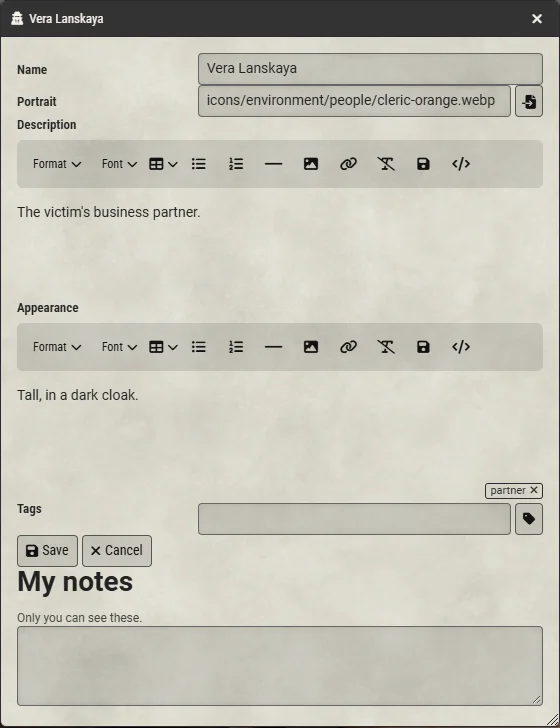 Vera Lanskaya
Name
Vera Lanskaya
Portrait
icons/environment/people/cleric-orange.webp
Description
Format Font
The victim's business partner.
Appearance
Format Font
Tall, in a dark cloak.
partner
Tags
Save Cancel
My notes
Only you can see these.